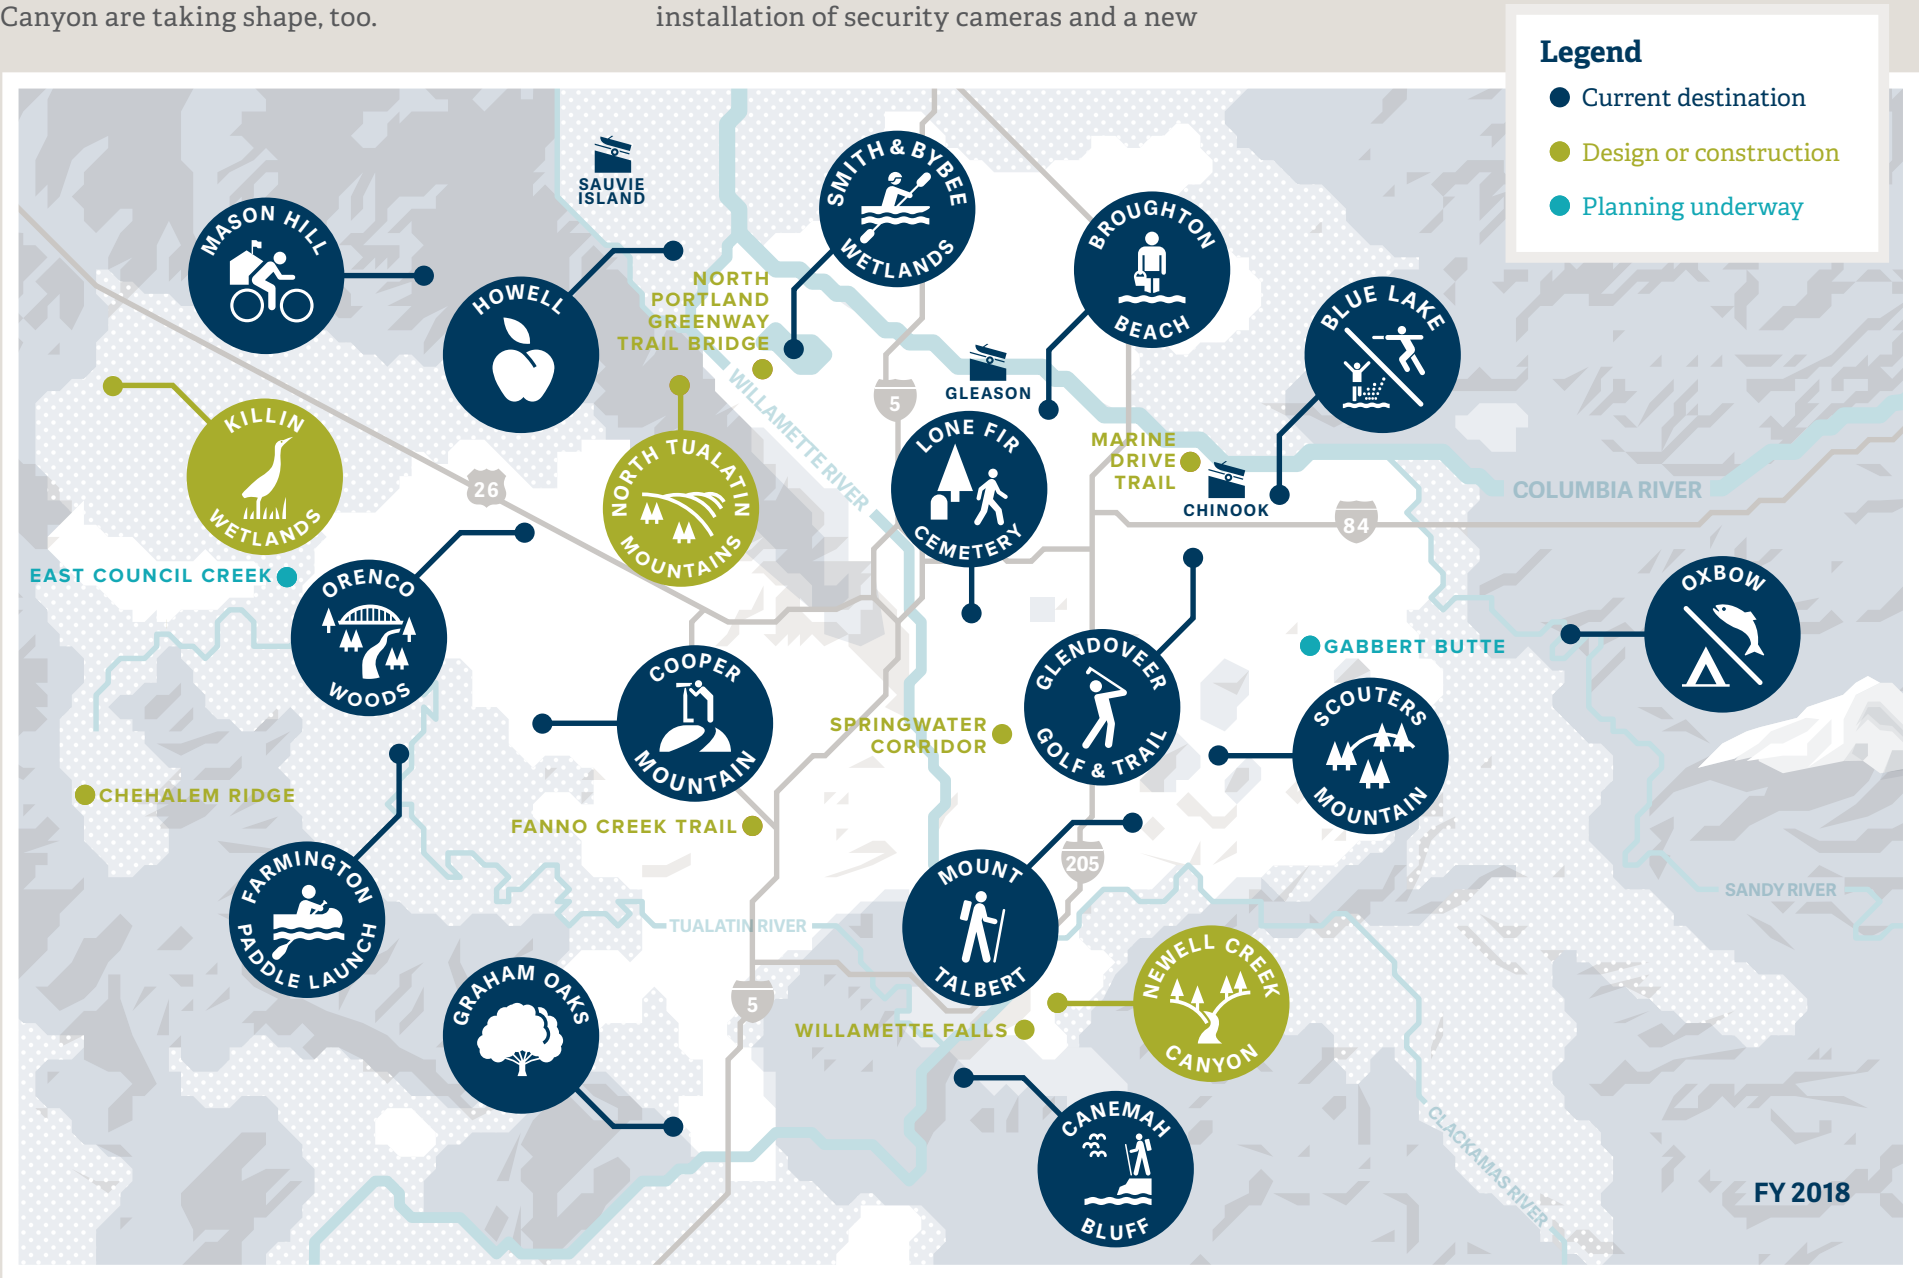 Canyon are taking shape, too.
installation of security cameras and a new
Legend
Current destination
Design or construction
Planning underway
SAUVIE
ISLAND
SMITH & BYBEE
WETLANDS
MASON HILL
BROUGHTON
BEACH
HOWELL
NORTH
PORTLAND
GREENWAY
TRAIL BRIDGE
BLUE LAKE
GLEASON
5
KILLIN
WETLANDS
WILLAMETTE RIVER
LONE FIR
CEMETERY
NORTH TUALATIN
MOUNTAINS
26
MARINE
DRIVE
TRAIL
CHINOOK
COLUMBIA RIVER
84
EAST COUNCIL CREEK
ORENCO
WOODS
OXBOW
GABBERT BUTTE
COOPER
MOUNTAIN
GLENDOVEER
GOLF & TRAIL
SCOUTERS
MOUNTAIN
SPRINGWATER
CORRIDOR
CHEHALEM RIDGE
FANNO CREEK TRAIL
205
FARMINGTON
PADDLE LAUNCH
MOUNT
TALBERT
SANDY RIVER
TUALATIN RIVER
NEWELL CREEK
CANYON
GRAHAM OAKS
5
WILLAMETTE FALLS
CANEMAH
BLUFF
CLACKAMAS RIVER
FY 2018